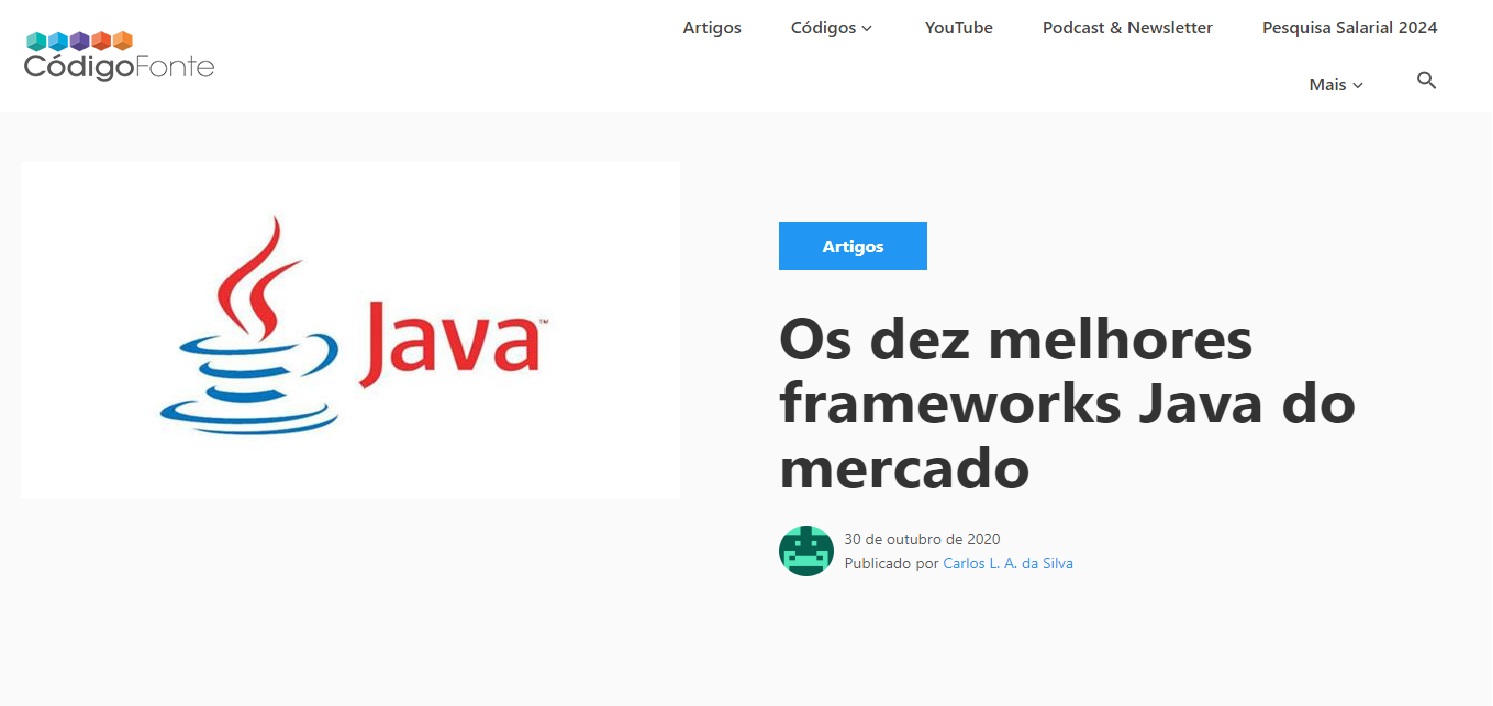 Artigos
Códigos
YouTube
Podcast & Newsletter
Pesquisa Salarial 2024
CódigoFonte
Mais
Java™
Artigos
Os dez melhores
frameworks Java do
mercado
30 de outubro de 2020
Publicado por Carlos L. A. da Silva